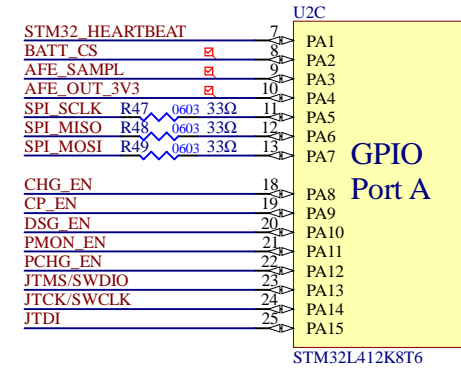 U2C
STM32_HEARTBEAT 7 PA1
BATT_CS 8 PA2
AFE_SAMPL 9 PA3
AFE_OUT_3V3 10 PA4
SPI_SCLK R47 0603 33Ω 11 PA5
SPI_MISO R48 0603 33Ω 12 PA6
SPI_MOSI R49 0603 33Ω 13 PA7
GPIO
Port A
CHG_EN 18 PA8
CP_EN 19 PA9
DSG_EN 20 PA10
PMON_EN 21 PA11
PCHG_EN 22 PA12
JTMS/SWDIO 23 PA13
JTCK/SWCLK 24 PA14
JTDI 25 PA15
STM32L412K8T6